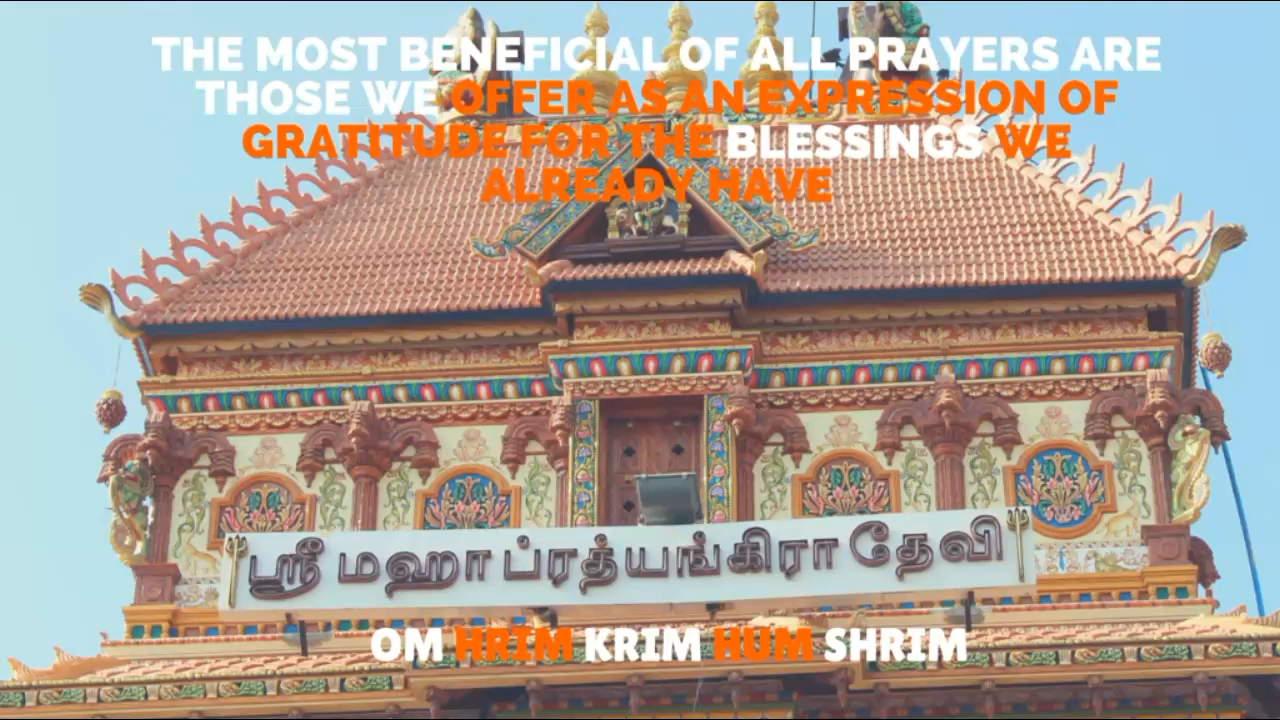 THE MOST BENEFICIAL OF ALL PRAYERS ARE
THOSE WE OFFER AS AN EXPRESSION OF
GRATITUDE FOR THE BLESSINGS WE
ALREADY HAVE
ஸ்ரீ மஹா ப்ரத்யங்கிரா தேவி
OM HRIM KRIM HUM SHRIM